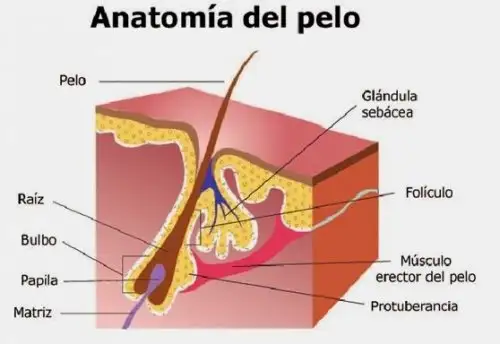 Anatomía del pelo
Pelo
Glándula
sebácea
Folículo
Raíz
Bulbo
Papila
Matriz
Músculo
erector del pelo
Protuberancia